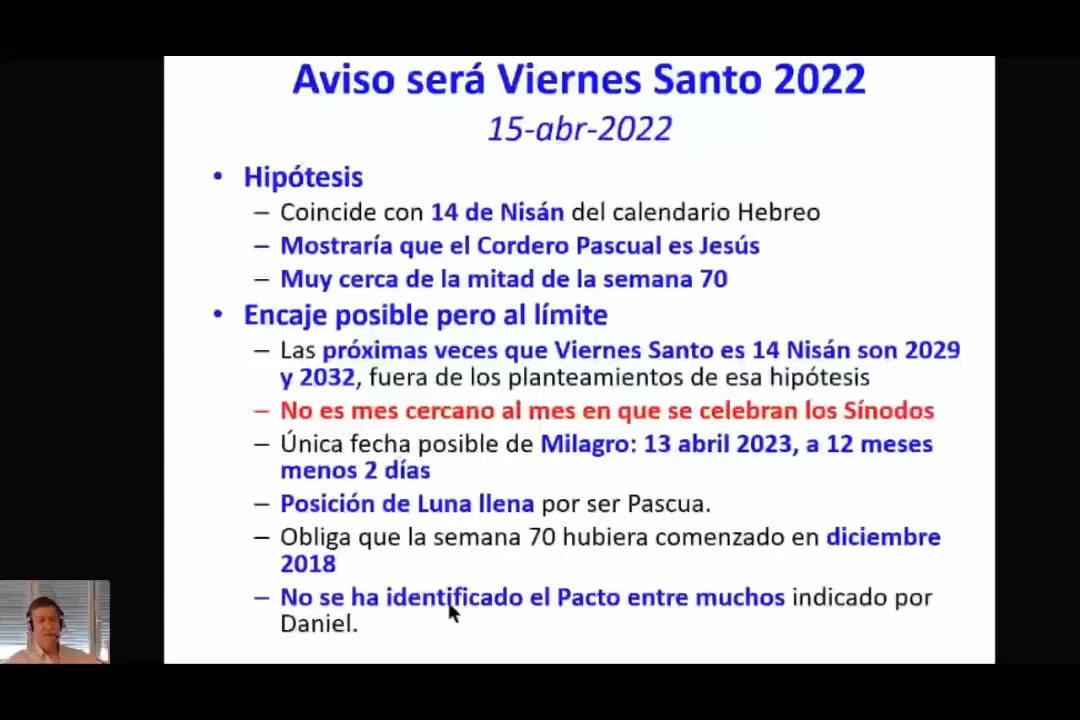 Aviso será Viernes Santo 2022
15-abr-2022
• Hipótesis
– Coincide con 14 de Nisán del calendario Hebreo
– Mostraría que el Cordero Pascual es Jesús
– Muy cerca de la mitad de la semana 70
• Encaje posible pero al límite
– Las próximas veces que Viernes Santo es 14 Nisán son 2029
y 2032, fuera de los planteamientos de esa hipótesis
– No es mes cercano al mes en que se celebran los Sínodos
– Única fecha posible de Milagro: 13 abril 2023, a 12 meses
menos 2 días
– Posición de Luna llena por ser Pascua.
– Obliga que la semana 70 hubiera comenzado en diciembre
2018
– No se ha identificado el Pacto entre muchos indicado por
Daniel.